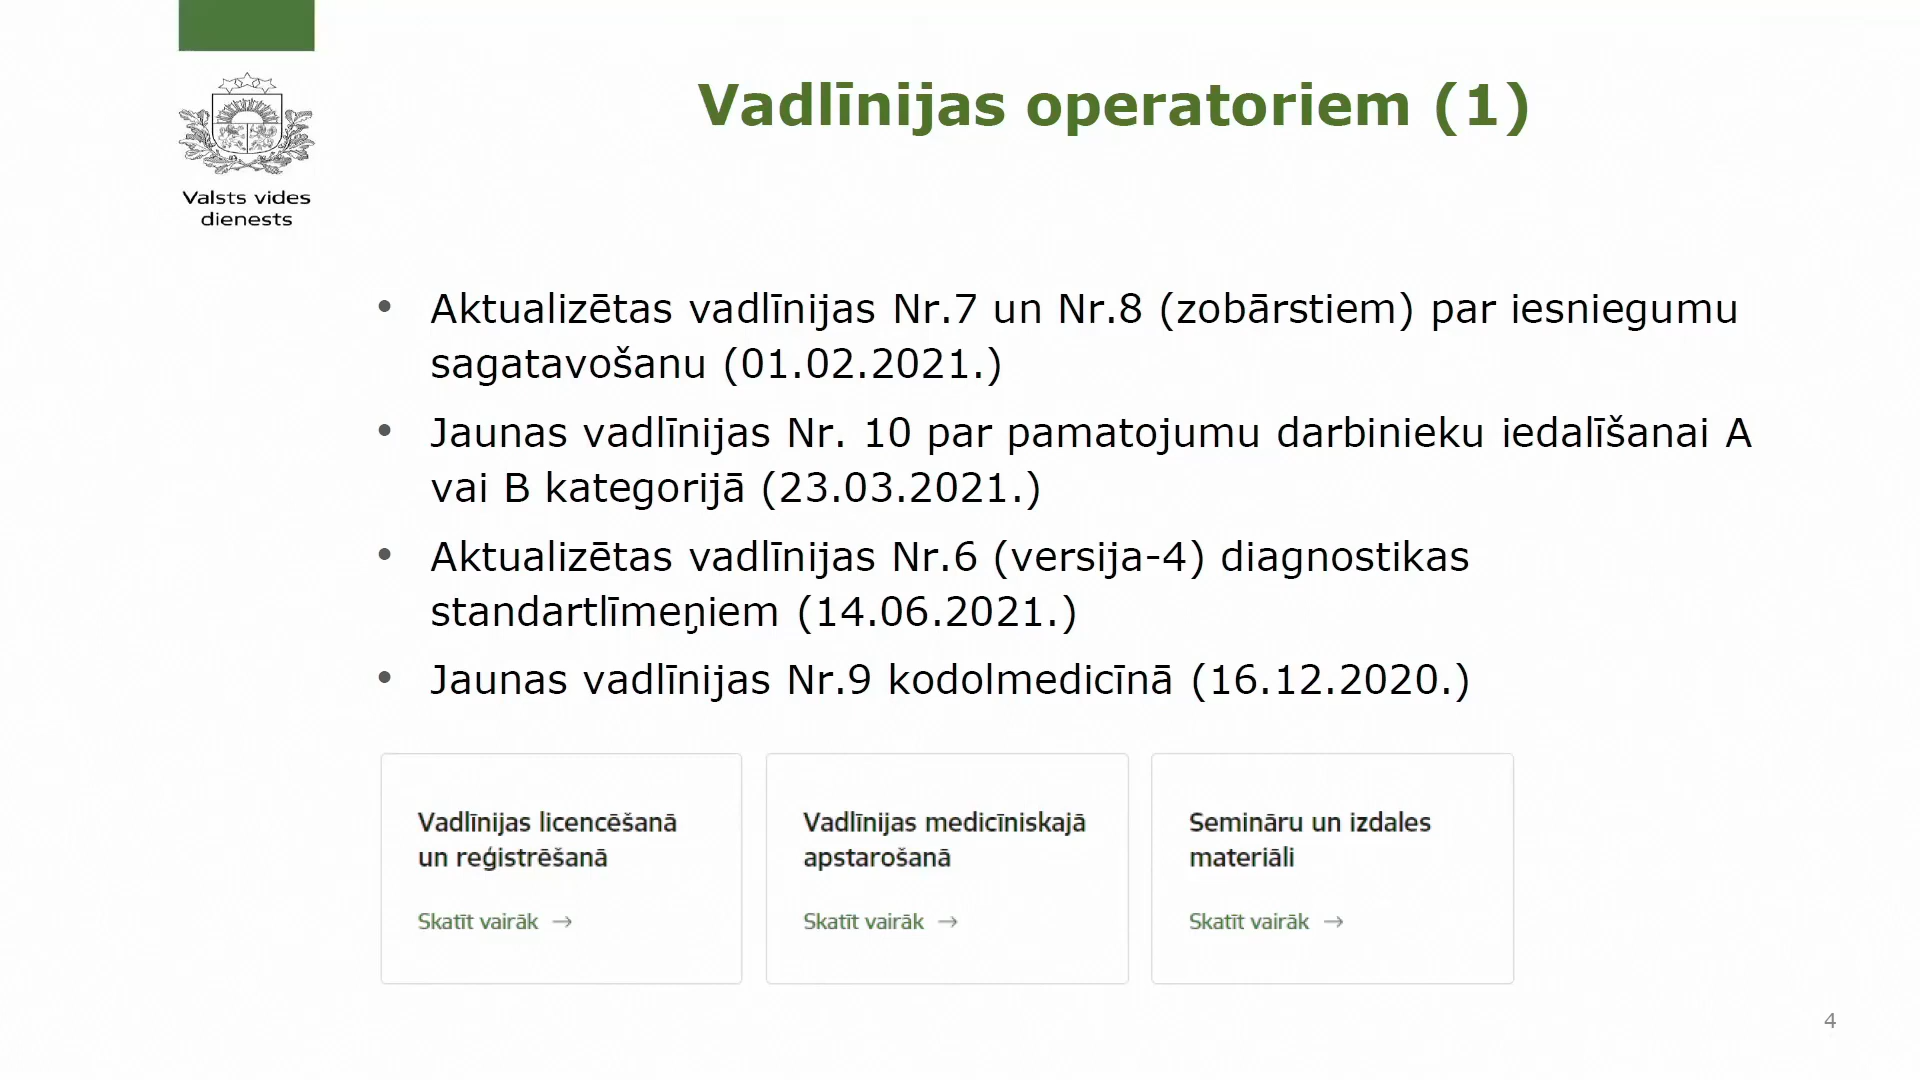 Valsts vides
dienests
Vadlīnijas operatoriem (1)
• Aktualizētas vadlīnijas Nr.7 un Nr.8 (zobārstiem) par iesniegumu
sagatavošanu (01.02.2021.)
• Jaunas vadlīnijas Nr. 10 par pamatojumu darbinieku iedalīšanai A
vai B kategorijā (23.03.2021.)
• Aktualizētas vadlīnijas Nr.6 (versija-4) diagnostikas
standartlīmeņiem (14.06.2021.)
• Jaunas vadlīnijas Nr.9 kodolmedicīnā (16.12.2020.)
Vadlīnijas licencēšanā
un reģistrēšanā
Skatīt vairāk →
Vadlīnijas medicīniskajā
apstarošanā
Skatīt vairāk →
Semināru un izdales
materiāli
Skatīt vairāk →
4